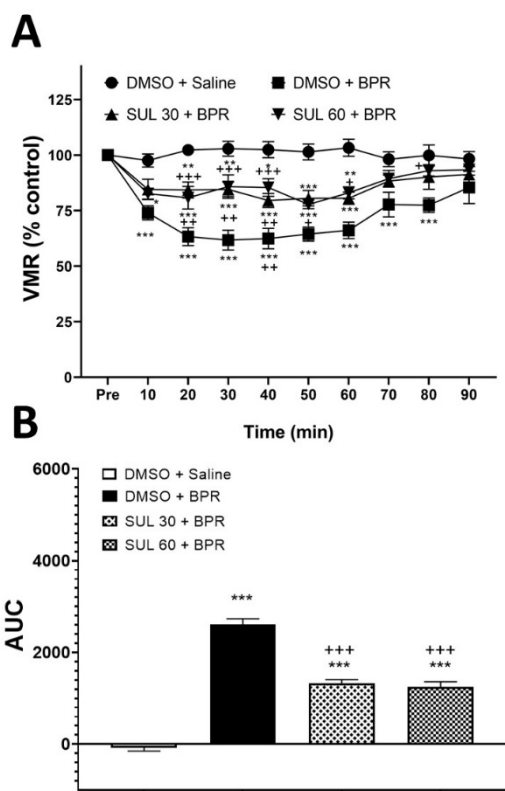 A
DMSO + Saline DMSO + BPR
SUL 30 + BPR SUL 60 + BPR
VMR (% control)
125
100
75
50
25
0
** ** * ** +
+++ +++ +++ *** +
* *** *** *** *** ***
++ ++ ++ +
*** *** *** *** *** *** *** ***
++
Pre 10 20 30 40 50 60 70 80 90
Time (min)
B
DMSO + Saline
DMSO + BPR
SUL 30 + BPR
SUL 60 + BPR
AUC
6000
4000
2000
0
***
+++ +++
*** ***